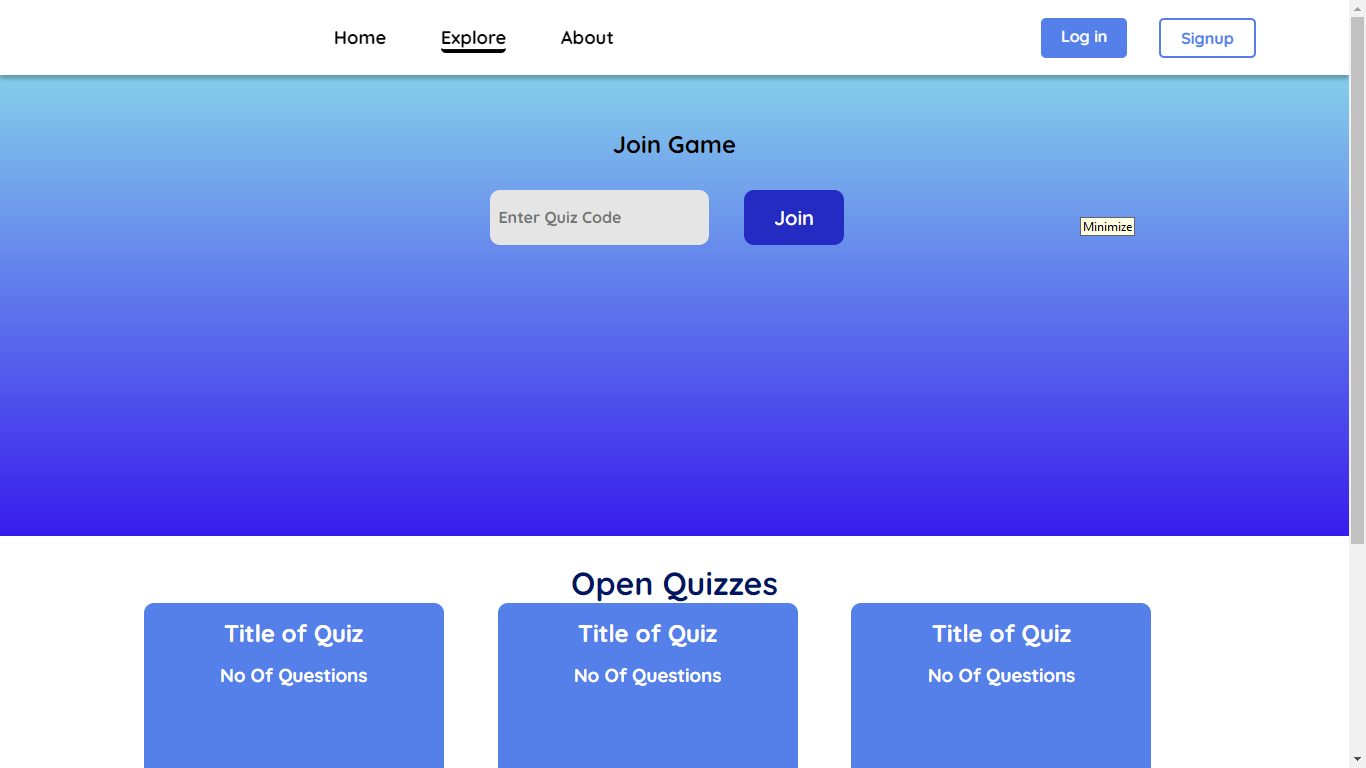 Home Explore About Log in Signup
Join Game
Enter Quiz Code Join
Minimize
Open Quizzes
Title of Quiz Title of Quiz Title of Quiz
No Of Questions No Of Questions No Of Questions